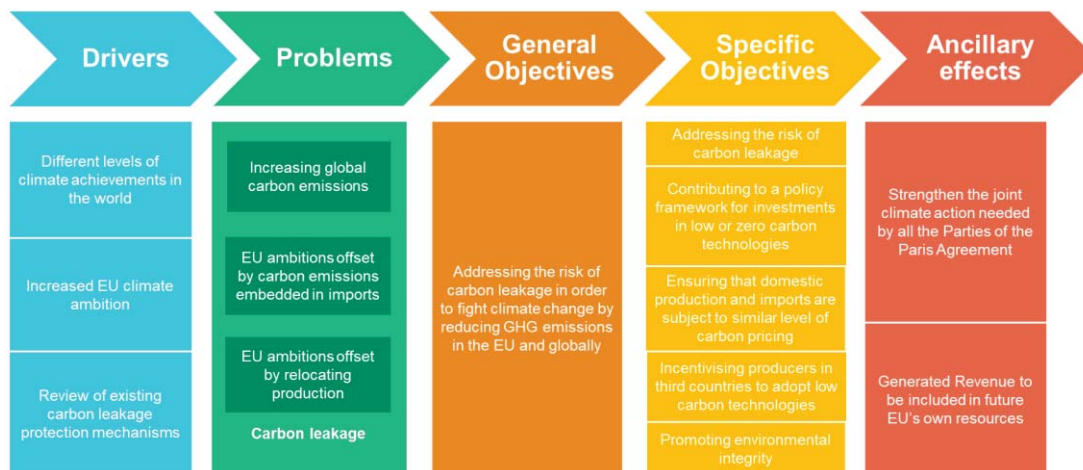 Drivers
Problems
General
Objectives
Specific
Objectives
Ancillary
effects
Different levels of
climate achievements in
the world
Increased EU climate
ambition
Review of existing
carbon leakage
protection mechanisms
Increasing global
carbon emissions
EU ambitions offset
by carbon emissions
embedded in imports
EU ambitions offset
by relocating
production
Carbon leakage
Addressing the risk of
carbon leakage in order
to fight climate change by
reducing GHG emissions
in the EU and globally
Addressing the risk of
carbon leakage
Contributing to a policy
framework for investments
in low or zero carbon
technologies
Ensuring that domestic
production and imports are
subject to similar level of
carbon pricing
Incentivising producers in
third countries to adopt low
carbon technologies
Promoting environmental
integrity
Strengthen the joint
climate action needed
by all the Parties of the
Paris Agreement
Generated Revenue to
be included in future
EU's own resources